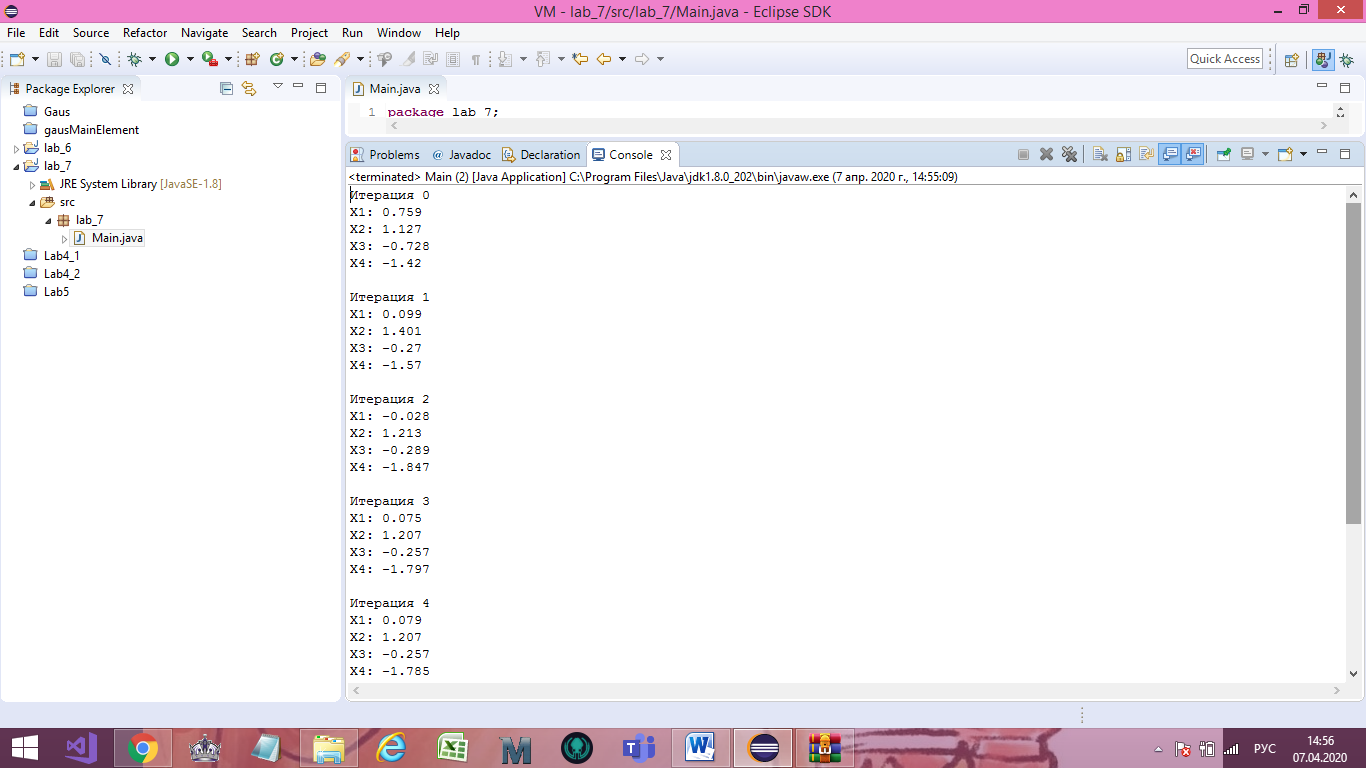 VM - lab_7/src/lab_7/Main.java - Eclipse SDK
File Edit Source Refactor Navigate Search Project Run Window Help
Quick Access
Package Explorer
Gaus
gausMainElement
lab_6
lab_7
JRE System Library [JavaSE-1.8]
src
lab_7
Main.java
Lab4_1
Lab4_2
Lab5
Main.java
1 package lab 7;
Problems @ Javadoc Declaration Console
<terminated> Main (2) [Java Application] C:\Program Files\Java\jdk1.8.0_202\bin\javaw.exe (7 апр. 2020 г., 14:55:09)
Итерация 0
X1: 0.759
X2: 1.127
X3: -0.728
X4: -1.42
Итерация 1
X1: 0.099
X2: 1.401
X3: -0.27
X4: -1.57
Итерация 2
X1: -0.028
X2: 1.213
X3: -0.289
X4: -1.847
Итерация 3
X1: 0.075
X2: 1.207
X3: -0.257
X4: -1.797
Итерация 4
X1: 0.079
X2: 1.207
X3: -0.257
X4: -1.785
РУС
14:56
07.04.2020